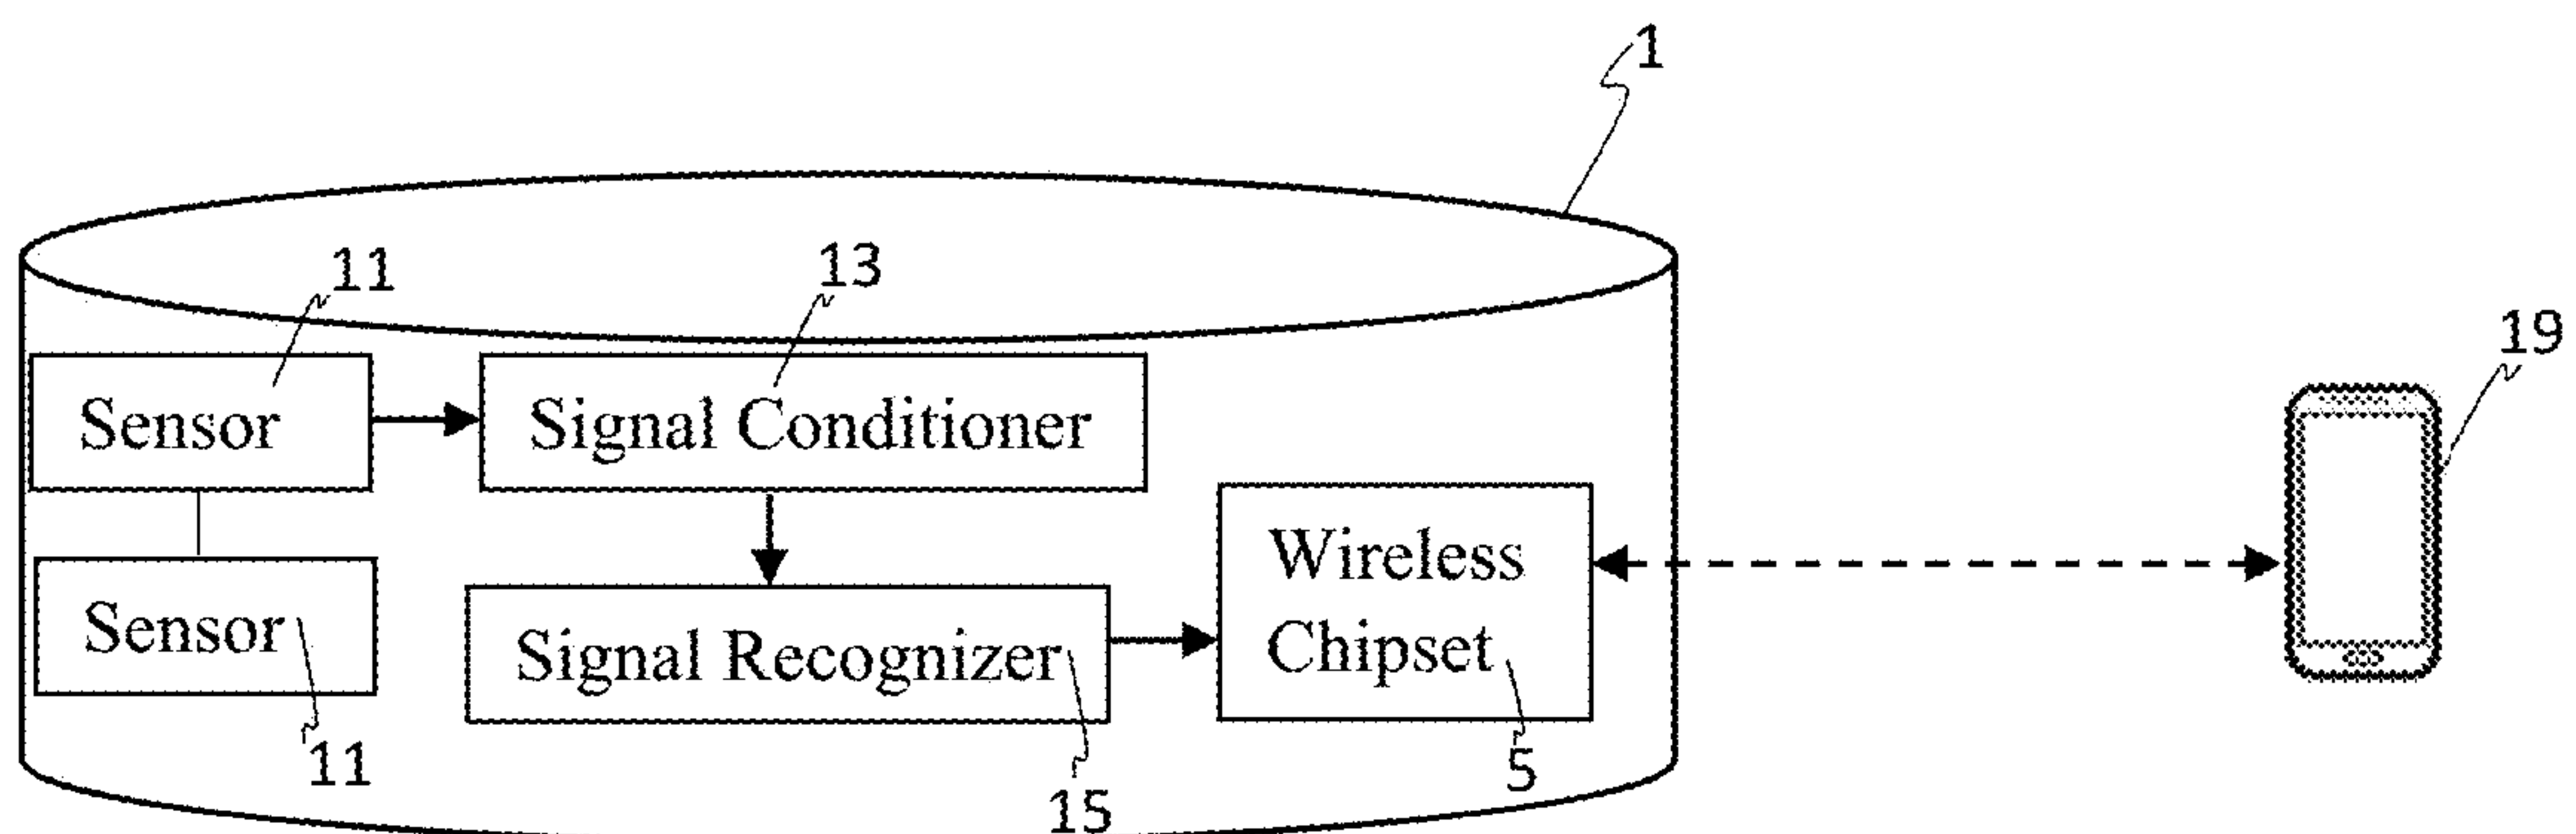 1
11
13
19
Sensor
Signal Conditioner
Wireless
Chipset
Sensor
Signal Recognizer
11
15
5